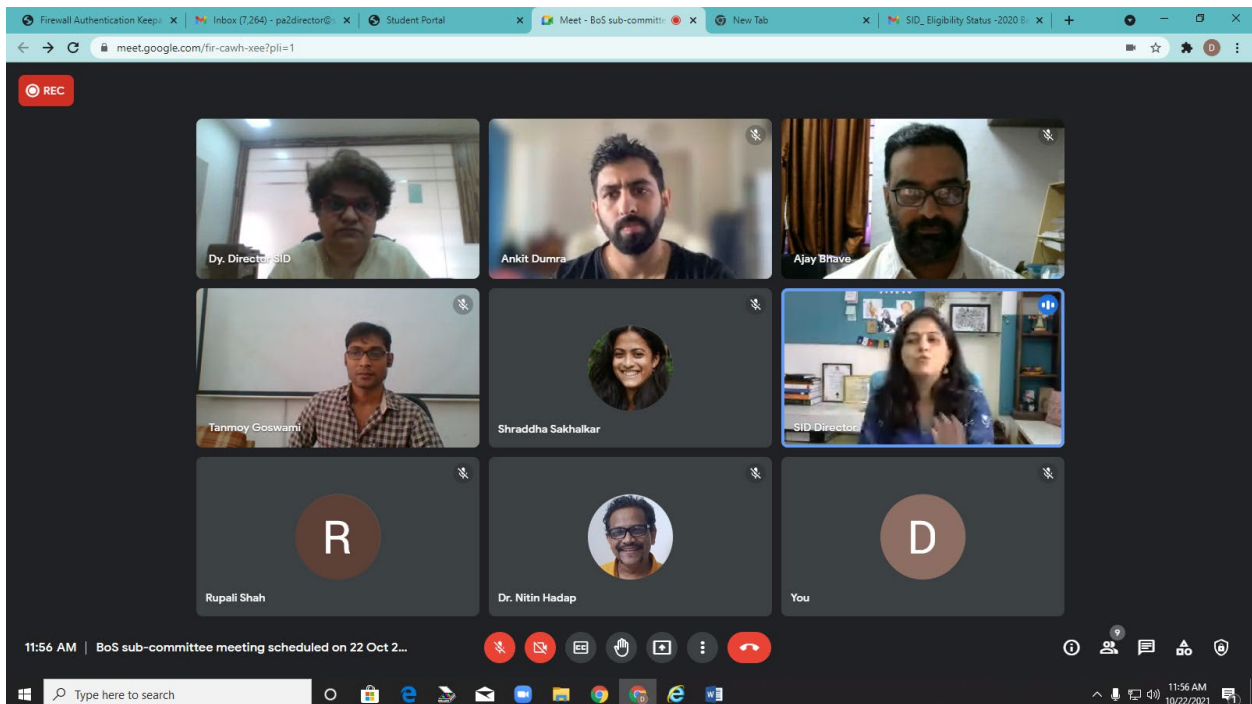 Firewall Authentication Keepa
Inbox (7,264) - pa2director@s
Student Portal
Meet - BoS sub-committe
New Tab
SID_ Eligibility Status -2020 B
meet.google.com/fir-cawh-xee?pli=1
D
REC
Dy. Director SID
Ankit Dumra
Ajay Bhave
Tanmoy Goswami
Shraddha Sakhalkar
SID Director
R
D
Rupali Shah
Dr. Nitin Hadap
You
11:56 AM | BoS sub-committee meeting scheduled on 22 Oct 2...
CC
9
Type here to search
11:56 AM
10/22/2021
1